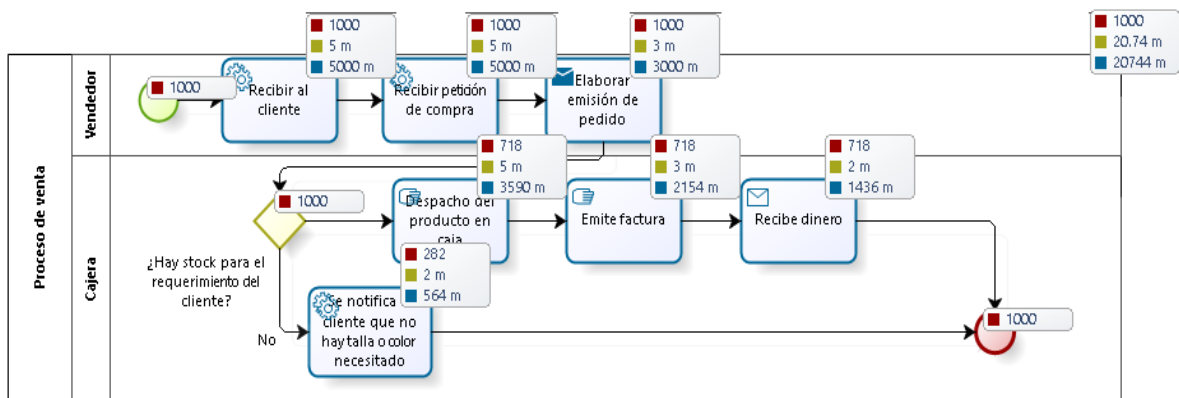 Proceso de venta
Vendedor
1000
1000
5 m
5000 m
Recibir al
cliente
1000
5 m
5000 m
Recibir petición
de compra
1000
3 m
3000 m
Elaborar
emisión de
pedido
1000
20.74 m
20744 m
Cajera
1000
¿Hay stock para el
requerimiento del
cliente?
718
5 m
3590 m
Despacho del
producto en
caja
718
3 m
2154 m
Emite factura
718
2 m
1436 m
Recibe dinero
No
282
2 m
564 m
Se notifica
cliente que no
hay talla o color
necesitado
1000